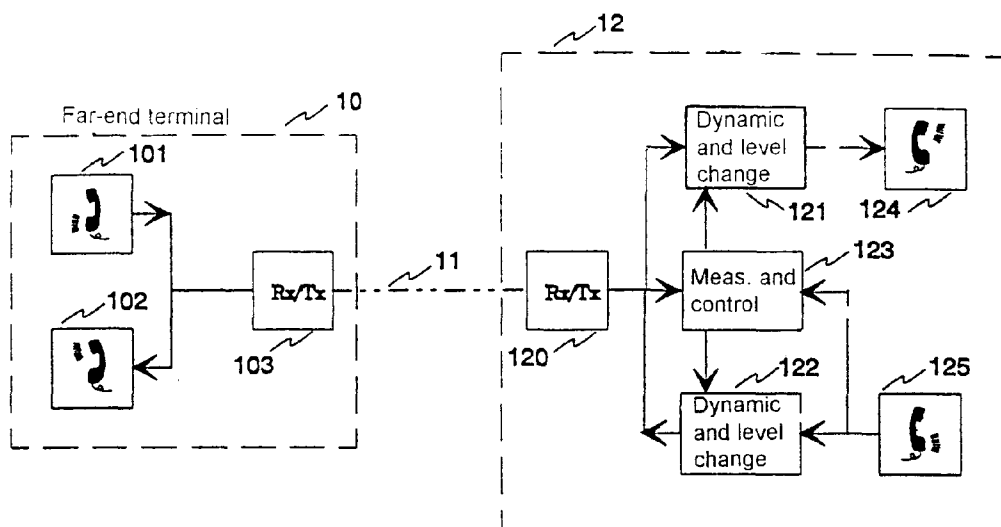 12
Far-end terminal
10
101
102
Rx/Tx
103
11
Rx/Tx
120
Dynamic
and level
change
121
124
Meas. and
control
123
122
Dynamic
and level
change
125